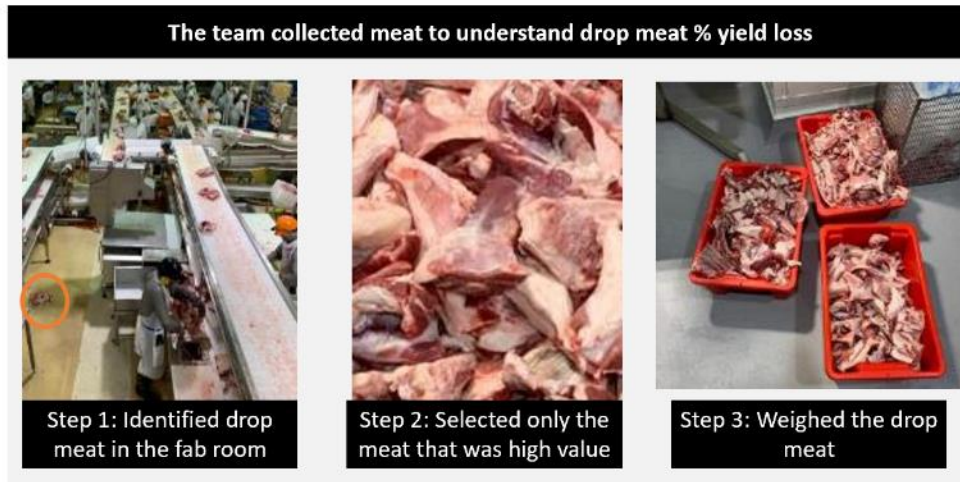 The team collected meat to understand drop meat % yield loss
Step 1: Identified drop
meat in the fab room
Step 2: Selected only the
meat that was high value
Step 3: Weighed the drop
meat